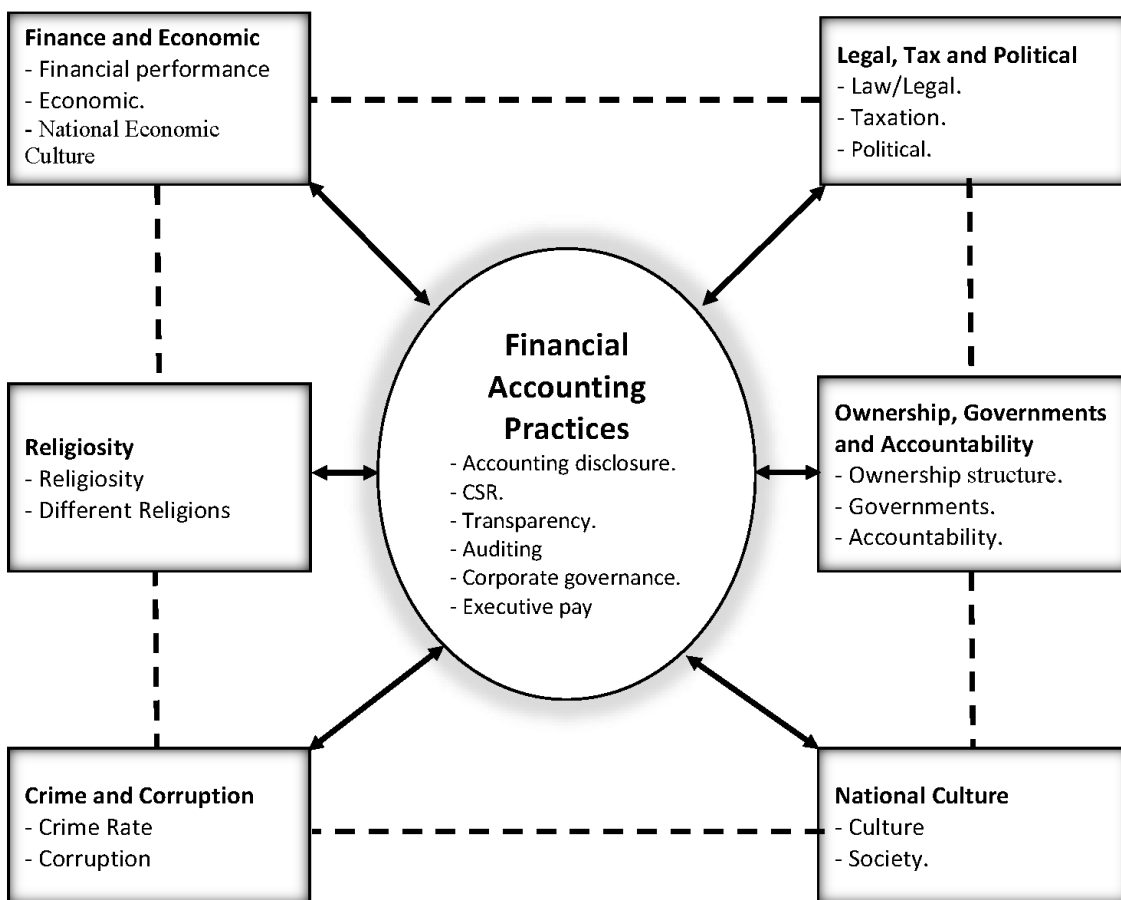 Finance and Economic
- Financial performance
- Economic.
- National Economic
Culture
Legal, Tax and Political
- Law/Legal.
- Taxation.
- Political.
Financial
Accounting
Practices
- Accounting disclosure.
- CSR.
- Transparency.
- Auditing
- Corporate governance.
- Executive pay
Religiosity
- Religiosity
- Different Religions
Ownership, Governments
and Accountability
- Ownership structure.
- Governments.
- Accountability.
Crime and Corruption
- Crime Rate
- Corruption
National Culture
- Culture
- Society.